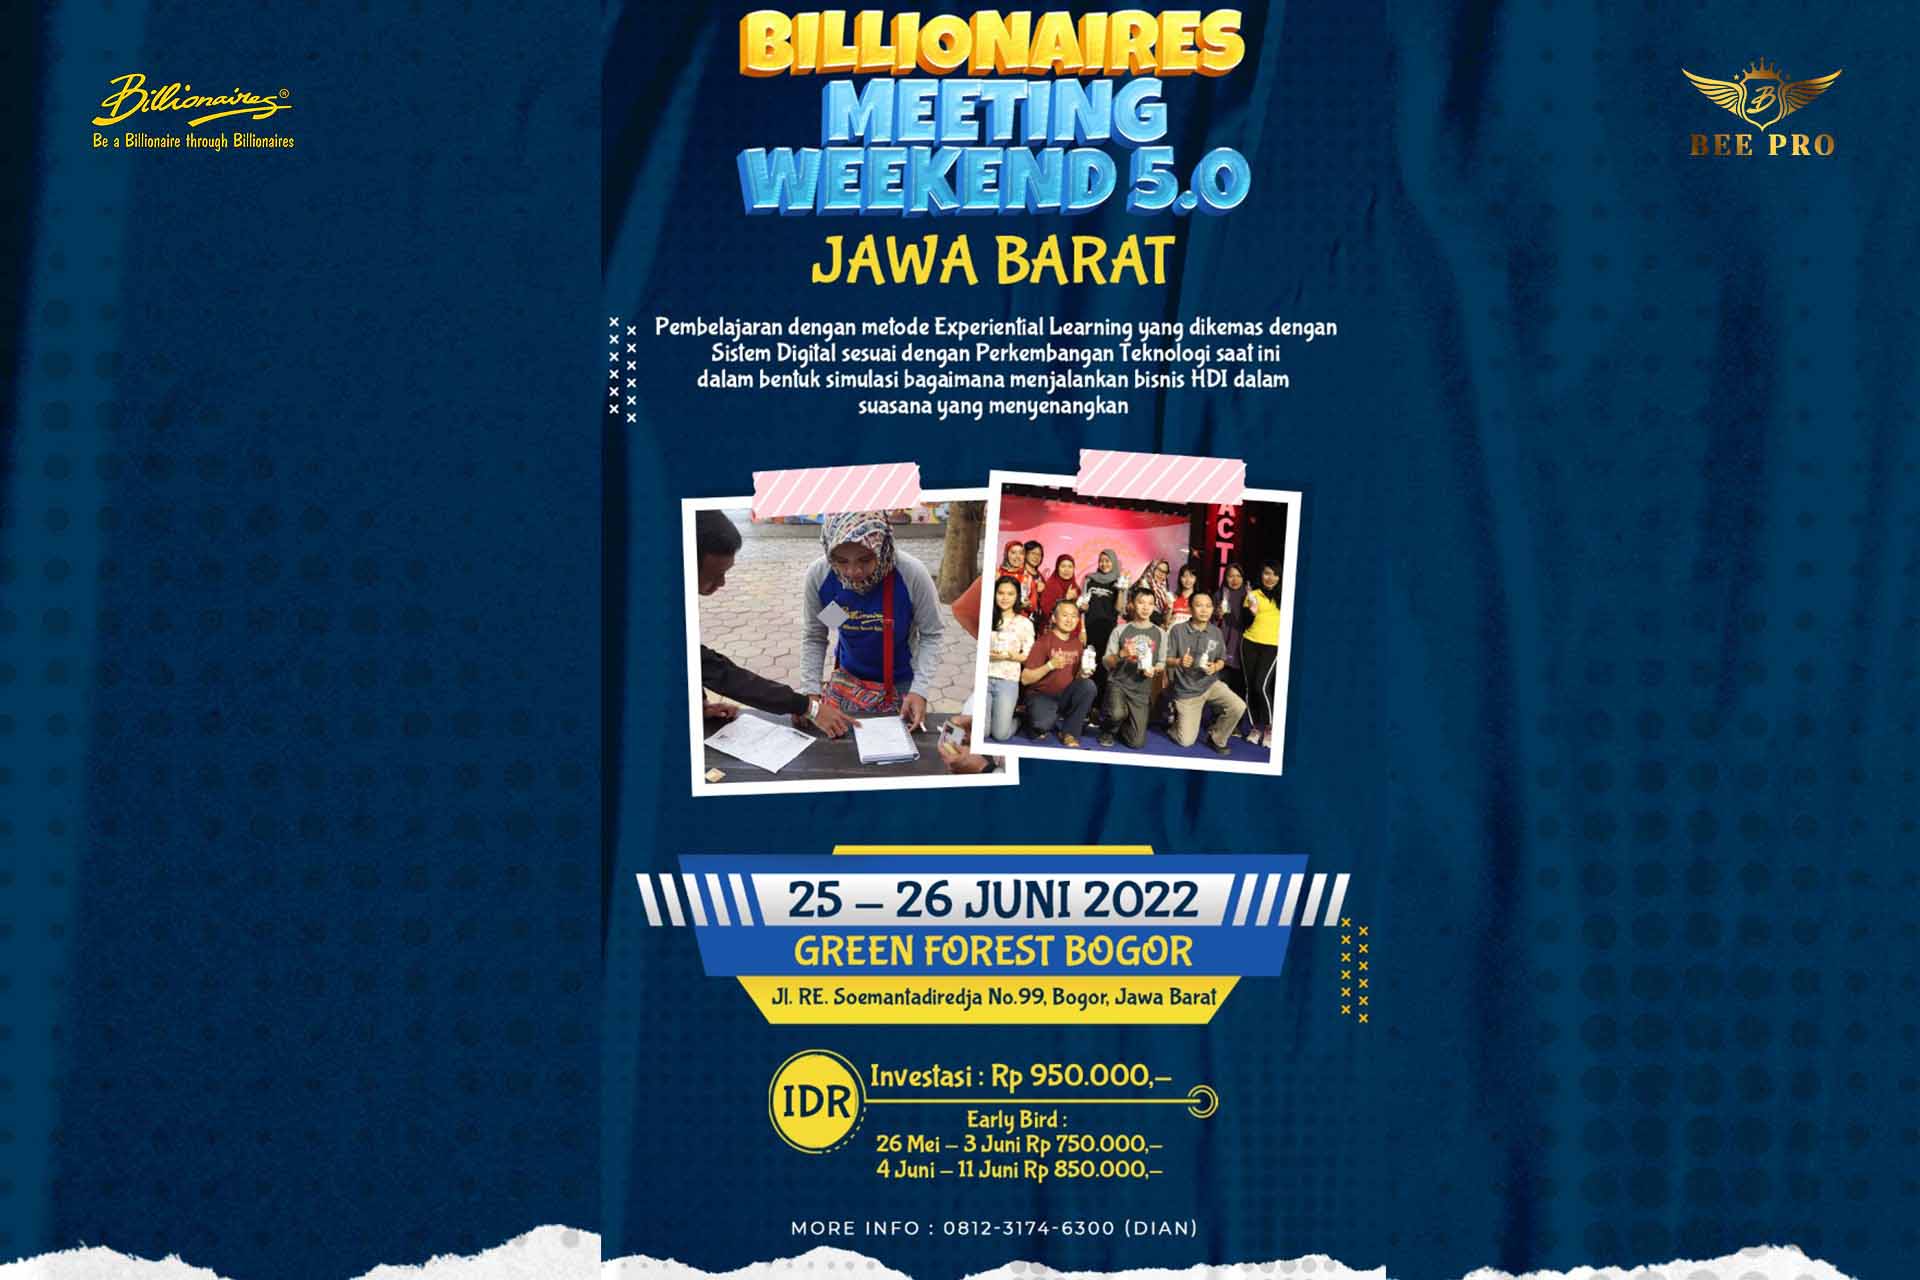 Billionaires®
Be a Billionaire through Billionaires
BEE PRO
BILLIONAIRES
MEETING
WEEKEND 5.0
JAWA BARAT
Pembelajaran dengan metode Experiential Learning yang dikemas dengan
Sistem Digital sesuai dengan Perkembangan Teknologi saat ini
dalam bentuk simulasi bagaimana menjalankan bisnis HDI dalam
suasana yang menyenangkan
Billionaires
ACT
25 – 26 JUNI 2022
GREEN FOREST BOGOR
Jl. RE. Soemantadiredja No.99, Bogor, Jawa Barat
IDR
Investasi : Rp 950.000,–
Early Bird :
26 Mei – 3 Juni Rp 750.000,–
4 Juni – 11 Juni Rp 850.000,–
MORE INFO : 0812-3174-6300 (DIAN)